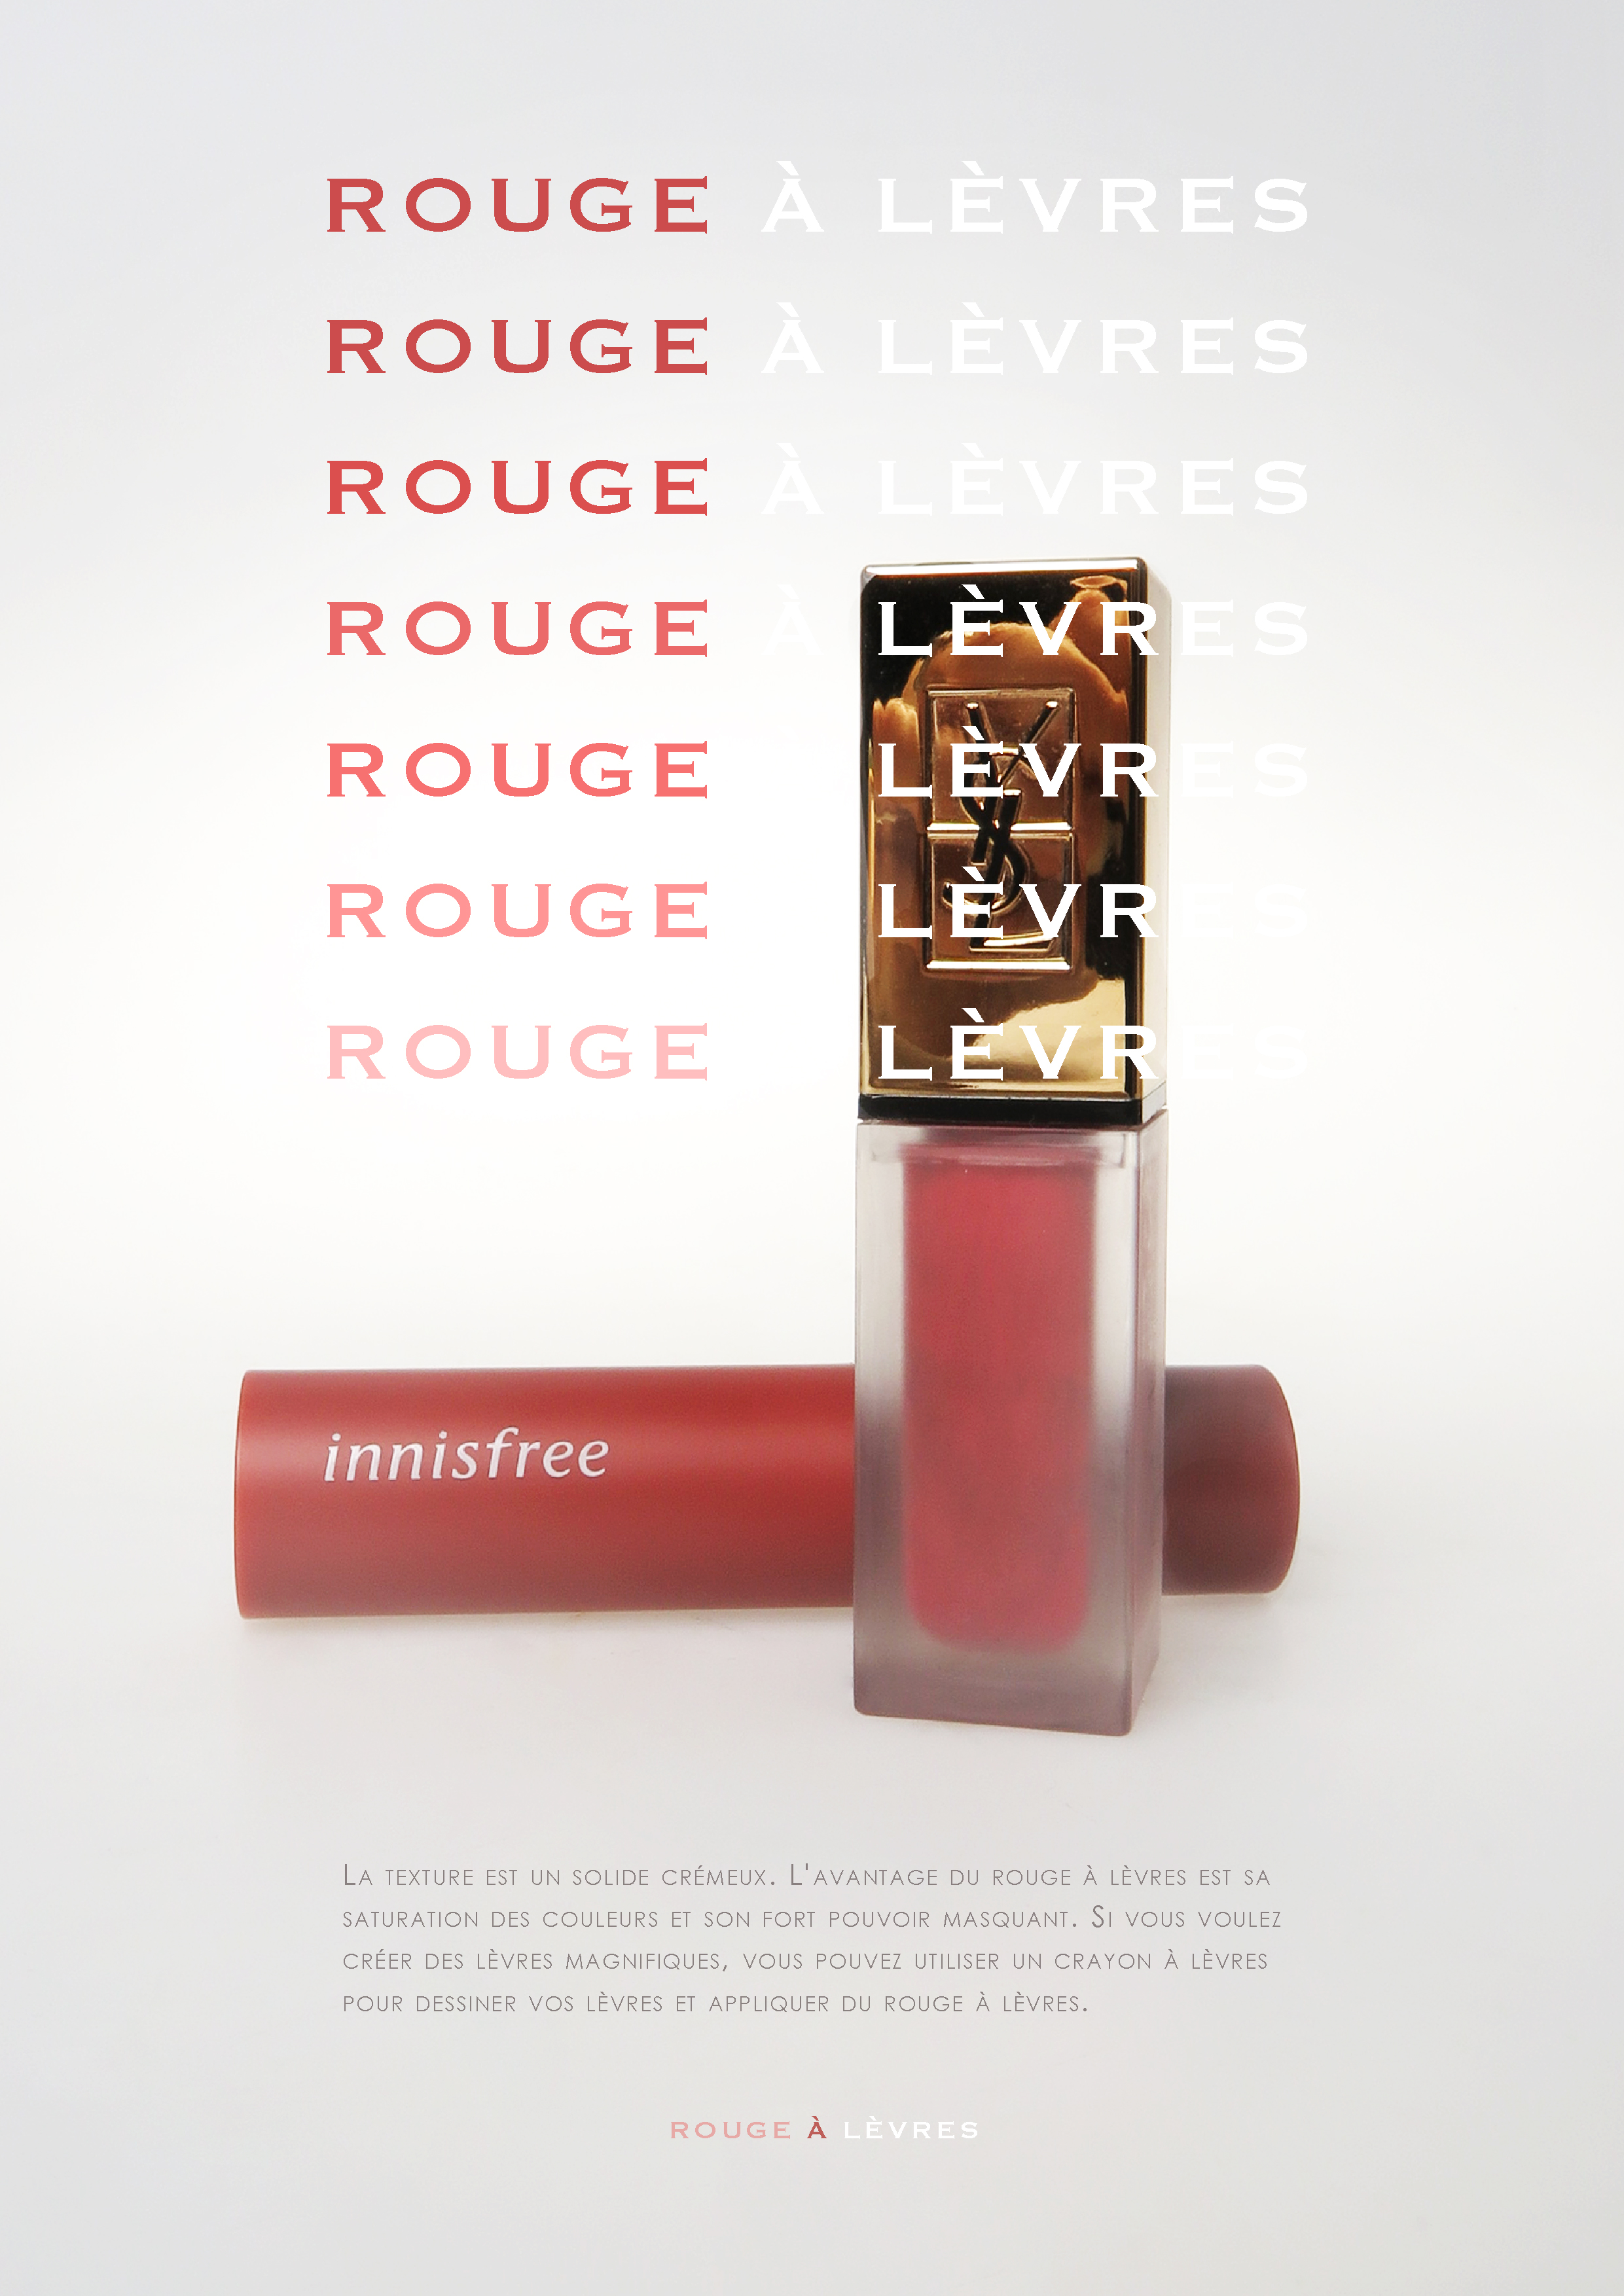 ROUGE À LÈVRES
ROUGE À LÈVRES
ROUGE À LÈVRES
ROUGE À LÈVRES
ROUGE LÈVRES
ROUGE LÈVRES
ROUGE LÈVRES
YSL
innisfree
La texture est un solide crémeux. L'avantage du rouge à lèvres est sa
saturation des couleurs et son fort pouvoir masquant. Si vous voulez
créer des lèvres magnifiques, vous pouvez utiliser un crayon à lèvres
pour dessiner vos lèvres et appliquer du rouge à lèvres.
ROUGE À LÈVRES